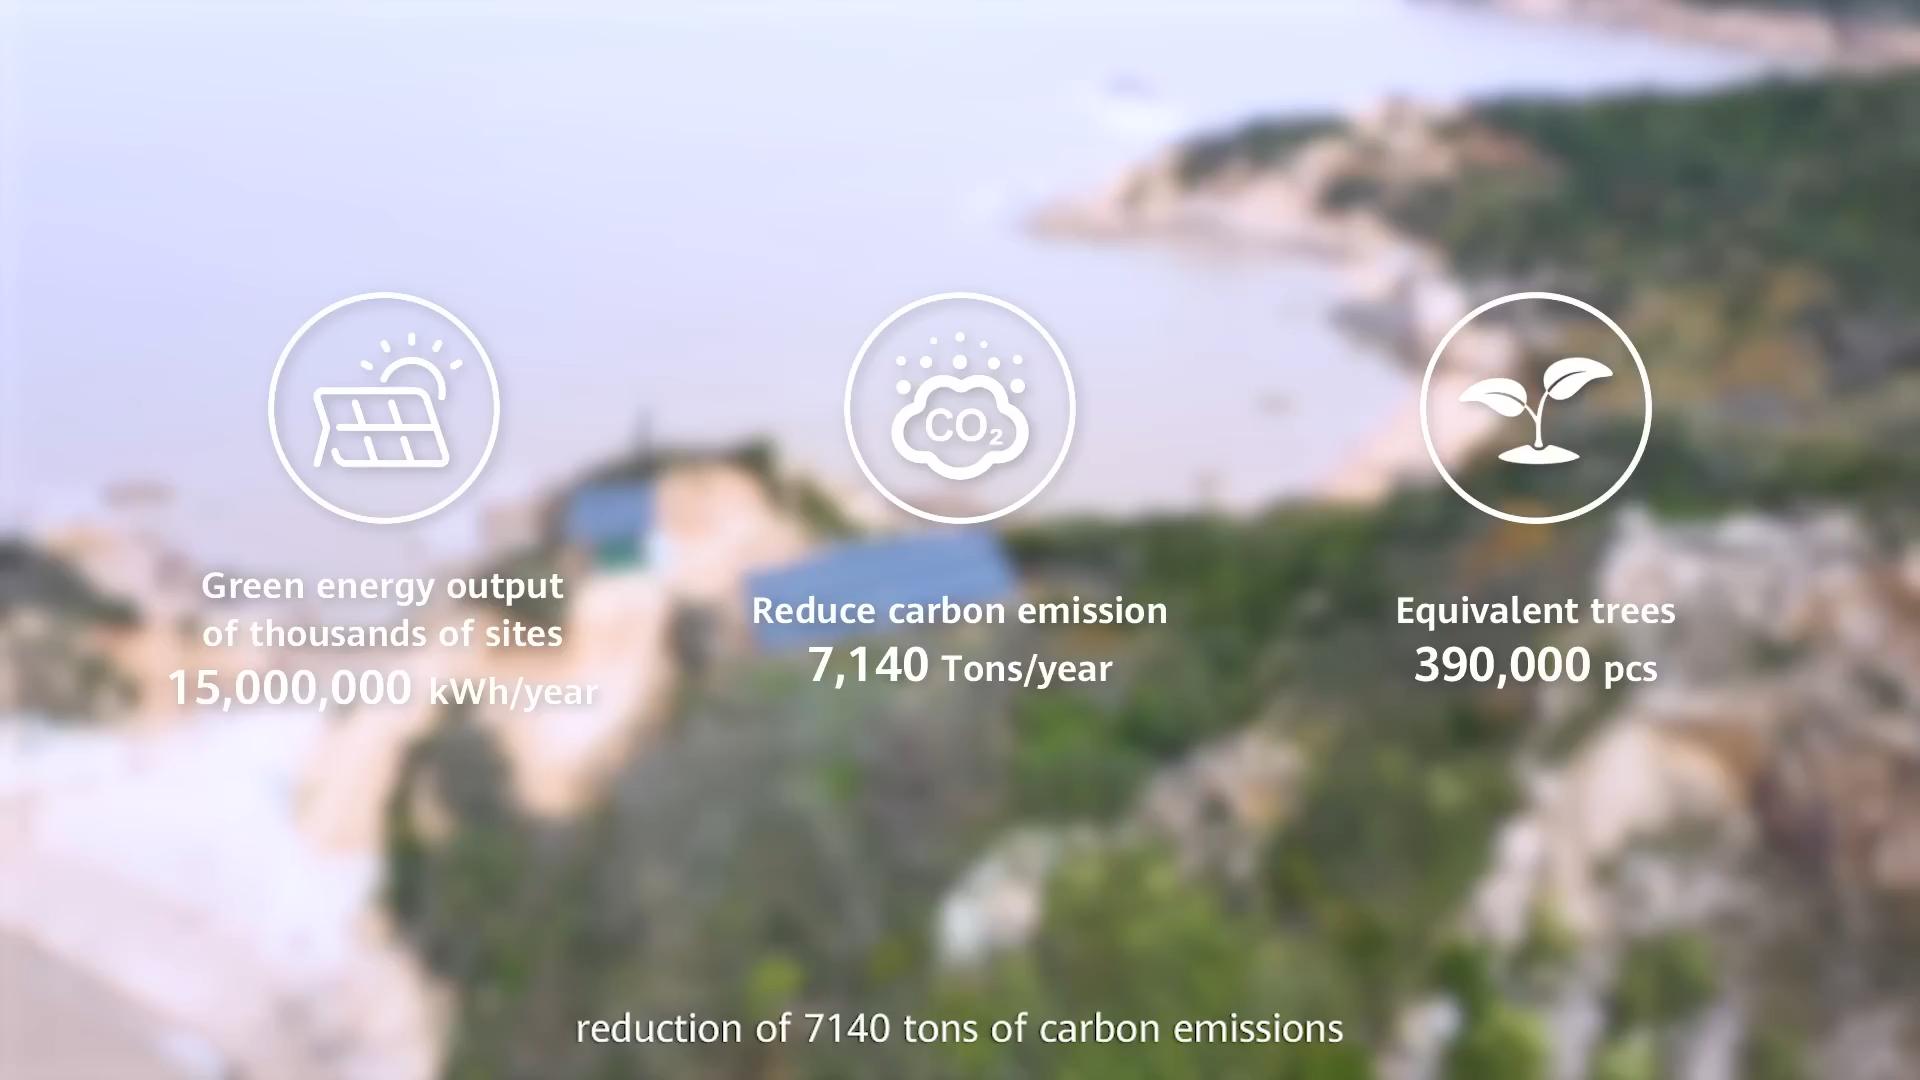 CO₂
Green energy output
of thousands of sites
15,000,000 kWh/year
Reduce carbon emission
7,140 Tons/year
Equivalent trees
390,000 pcs
reduction of 7140 tons of carbon emissions